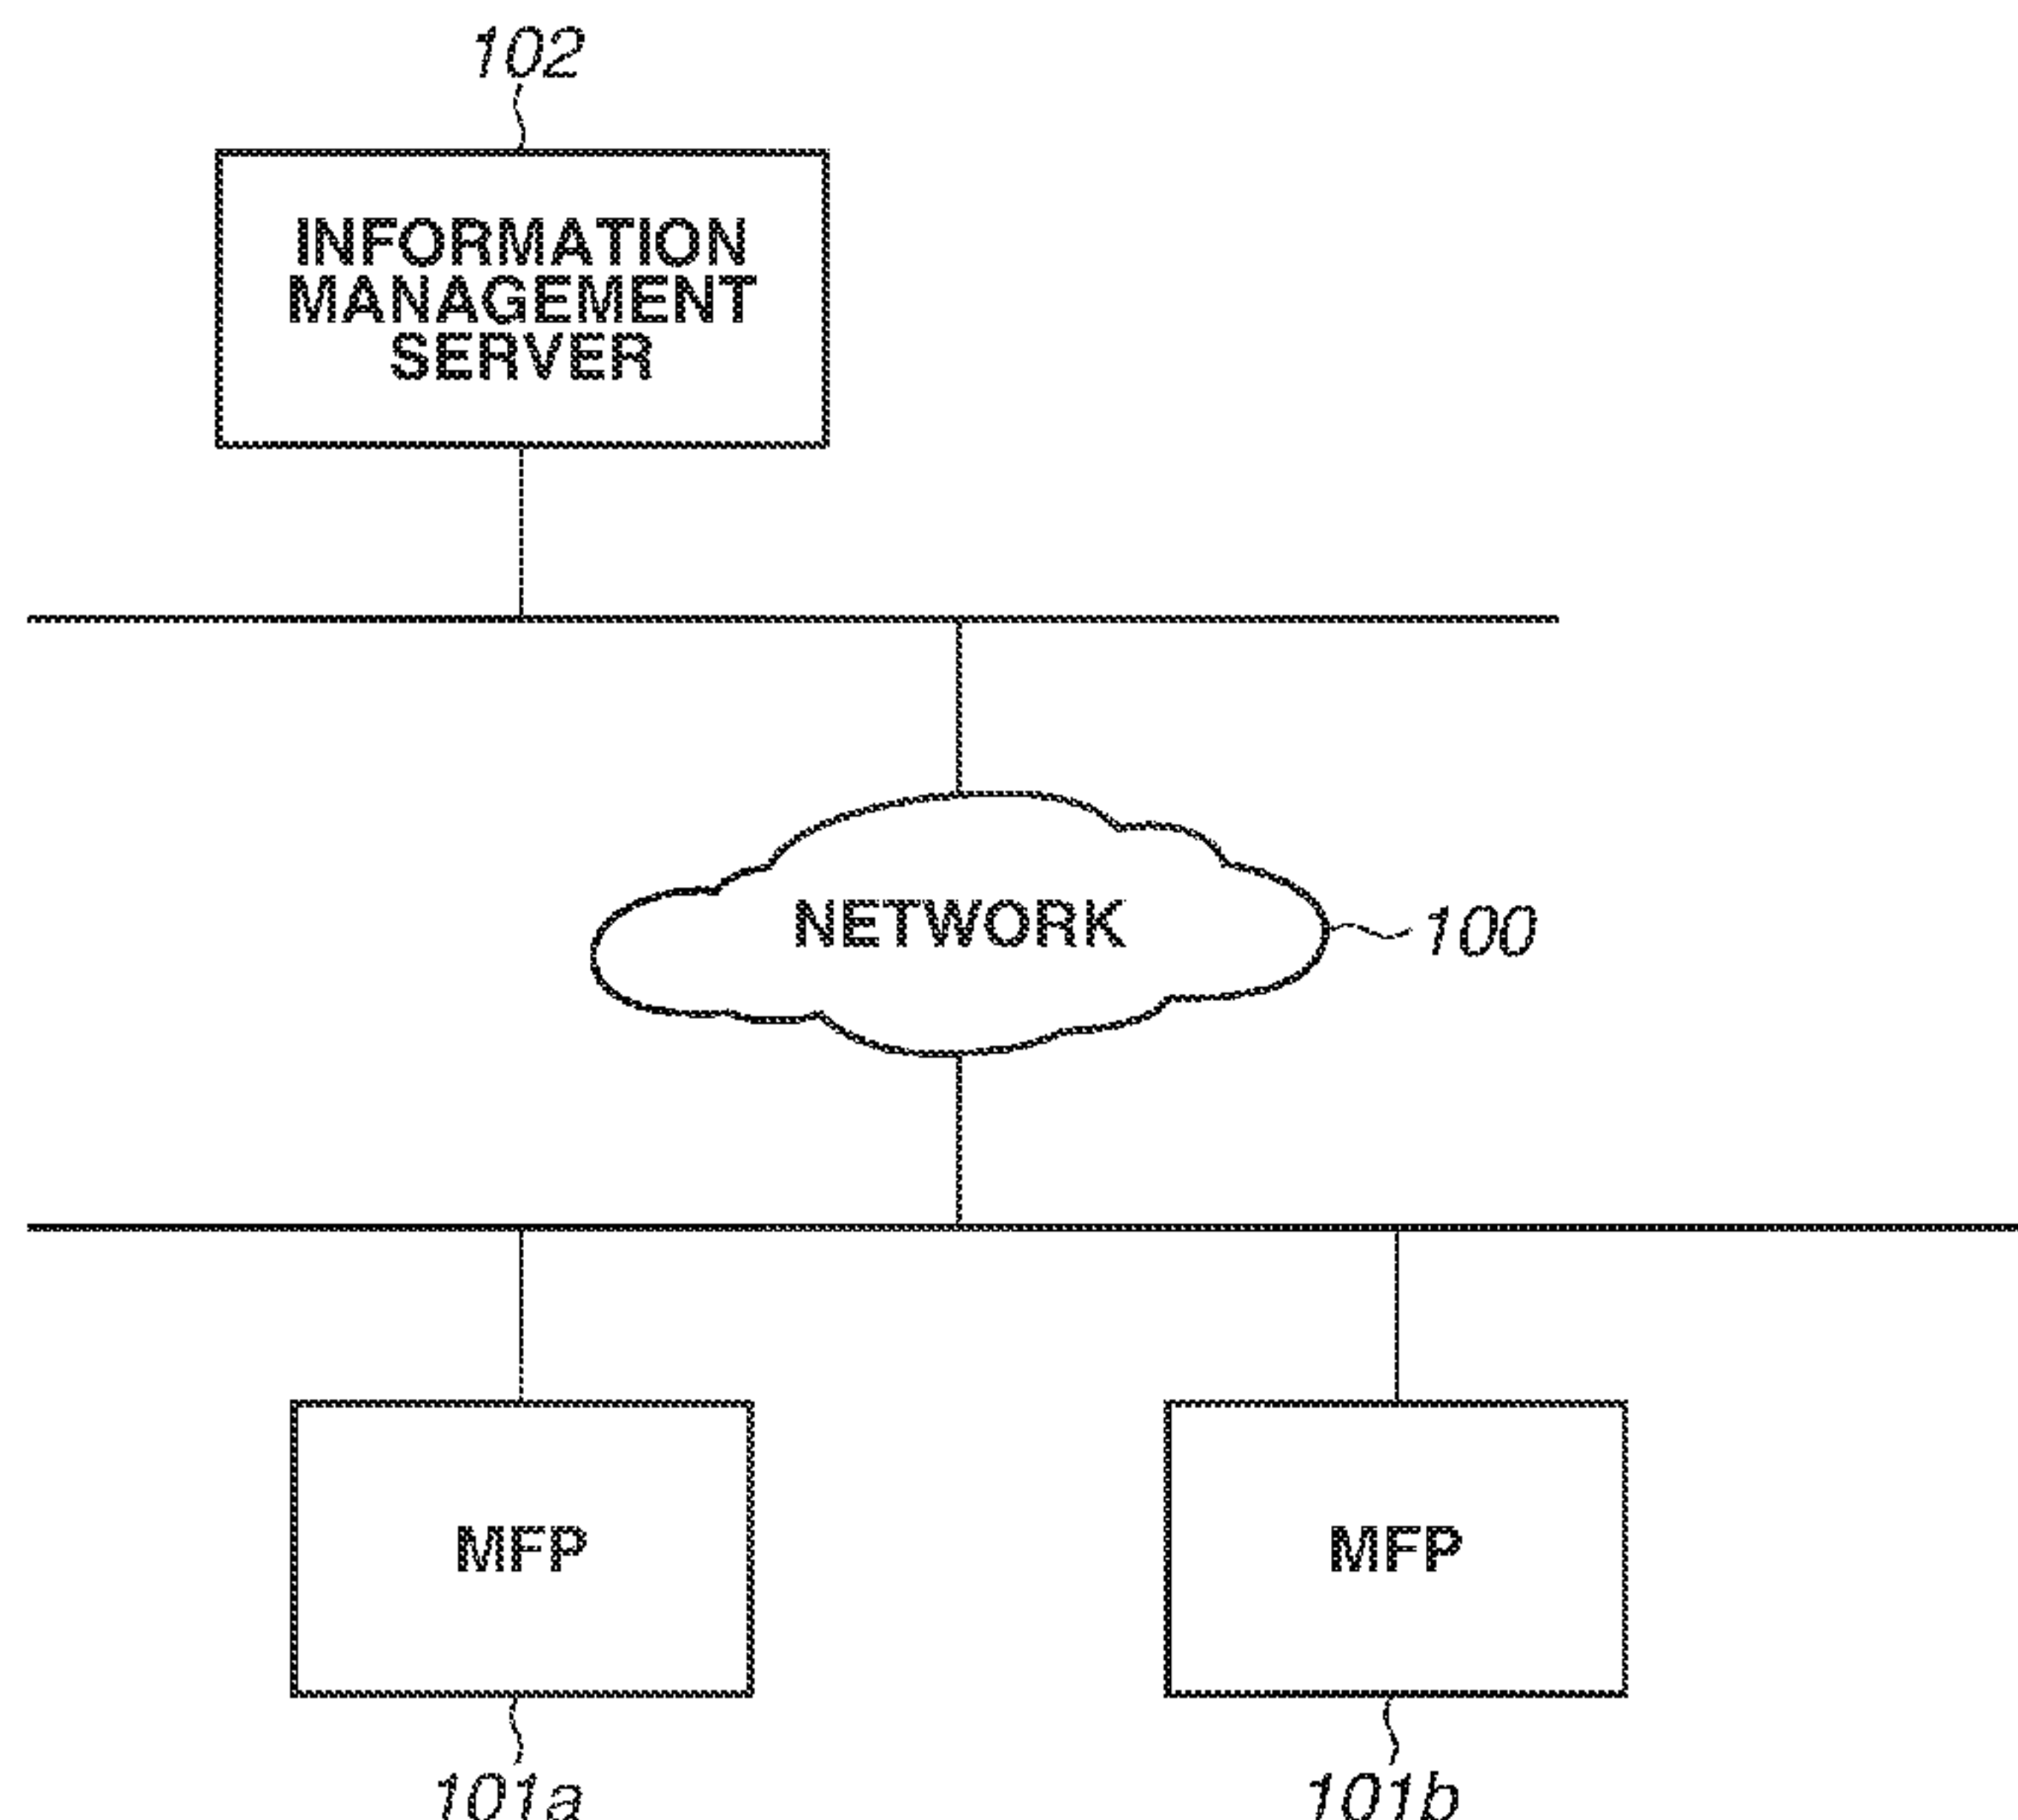 102
INFORMATION
MANAGEMENT
SERVER
NETWORK
100
MFP
MFP
101a
101b